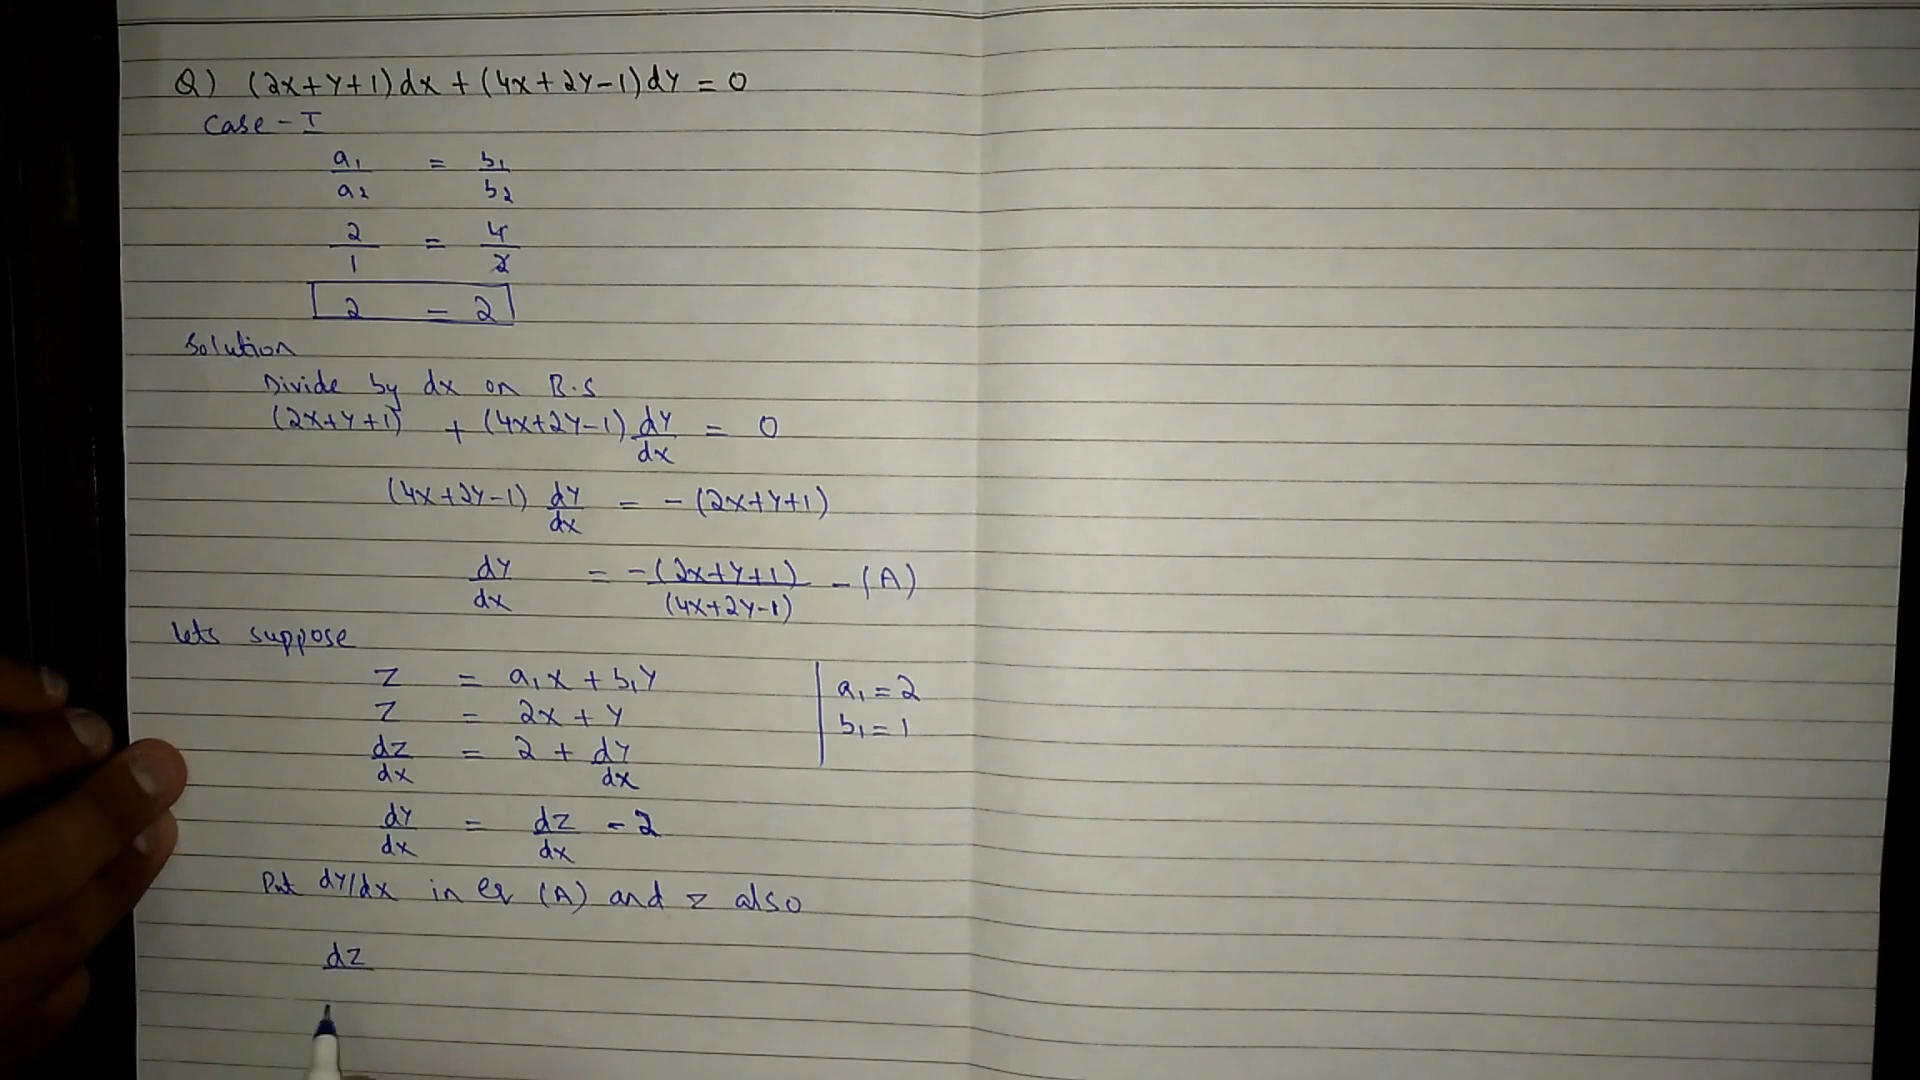 Q) (2x+y+1)dx+(4x+2y-1)dy = 0
Case-I
a₁/a₂ = b₁/b₂
2/1 = 4/2
2 = 2
Solution
Divide by dx on B.S
(2x+y+1) + (4x+2y-1) dy/dx = 0
(4x+2y-1) dy/dx = -(2x+y+1)
dy/dx = -(2x+y+1)/(4x+2y-1) -(A)
Lets suppose
Z = a₁x + b₁y
Z = 2x + y
dz/dx = 2 + dy/dx
dy/dx = dz/dx - 2
a₁ = 2
b₁ = 1
Put dy/dx in eq (A) and z also
dz